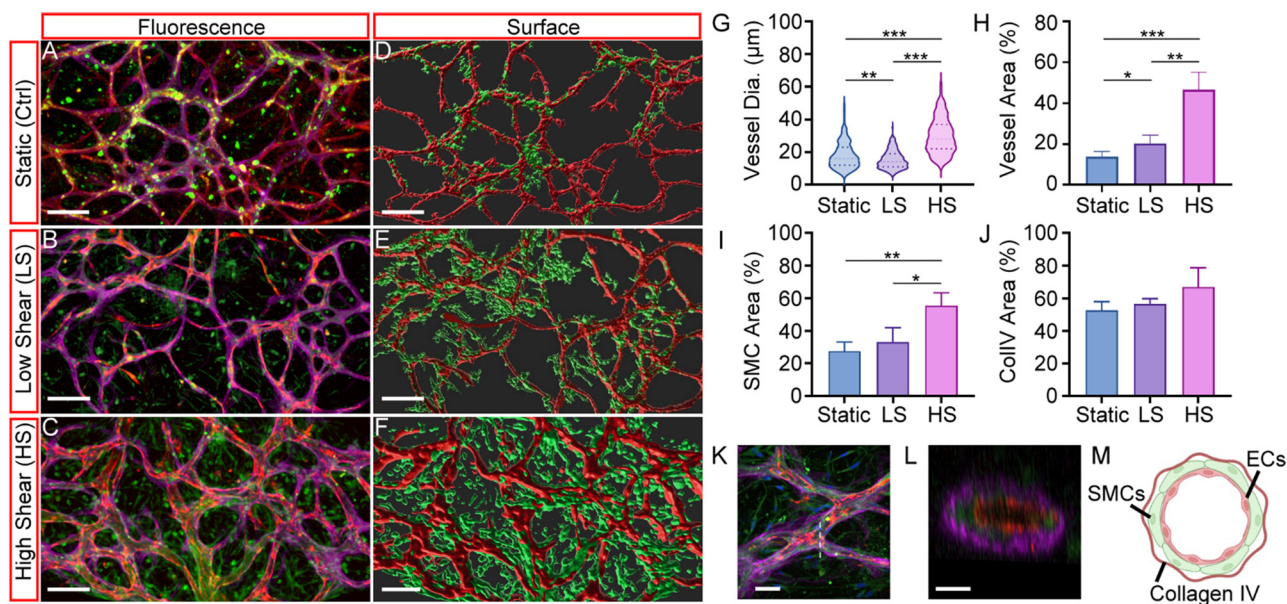 Fluorescence
Surface
Static (Ctrl)
Low Shear (LS)
High Shear (HS)
A
B
C
D
E
F
G
Vessel Dia. (µm)
100
80
60
40
20
0
***
***
**
Static LS HS
H
Vessel Area (%)
80
60
40
20
0
***
**
*
Static LS HS
I
SMC Area (%)
100
80
60
40
20
0
**
*
Static LS HS
J
ColIV Area (%)
100
80
60
40
20
0
Static LS HS
K
L
M
ECs
SMCs
Collagen IV